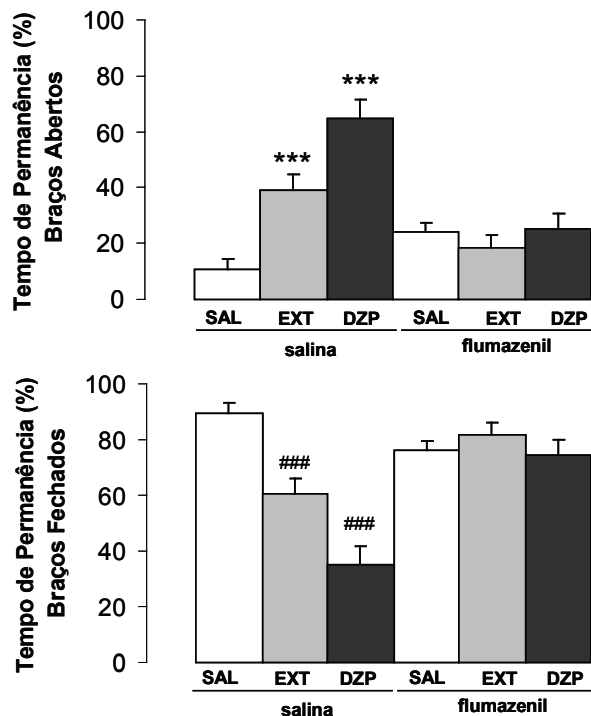 Tempo de Permanência (%)
Braços Abertos
100
80
60
40
20
0
***
***
SAL EXT DZP SAL EXT DZP
salina flumazenil
Tempo de Permanência (%)
Braços Fechados
100
80
60
40
20
0
###
###
SAL EXT DZP SAL EXT DZP
salina flumazenil